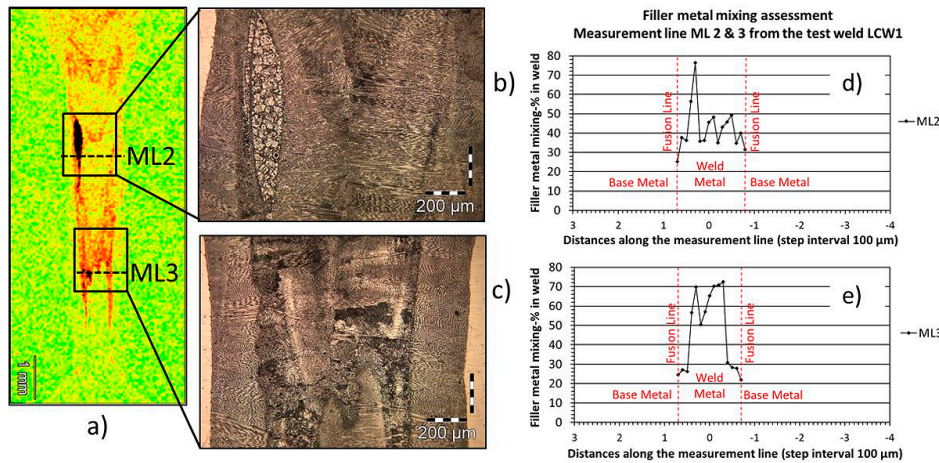 Filler metal mixing assessment
Measurement line ML 2 & 3 from the test weld LCW1
ML2
ML3
1 mm
a)
200 µm
b)
200 µm
c)
Filler metal mixing-% in weld
80
70
60
50
40
30
20
10
0
Fusion Line
Fusion Line
d)
ML2
Weld
Base Metal
Metal
Base Metal
3
2
1
0
-1
-2
-3
-4
Distances along the measurement line (step interval 100 µm)
Filler metal mixing-% in weld
80
70
60
50
40
30
20
10
0
Fusion Line
Fusion Line
e)
ML3
Weld
Base Metal
Metal
Base Metal
3
2
1
0
-1
-2
-3
-4
Distances along the measurement line (step interval 100 µm)